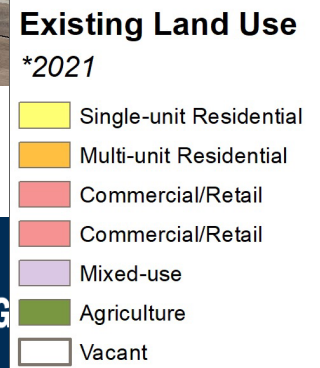 Existing Land Use
*2021
Single-unit Residential
Multi-unit Residential
Commercial/Retail
Commercial/Retail
Mixed-use
Agriculture
Vacant